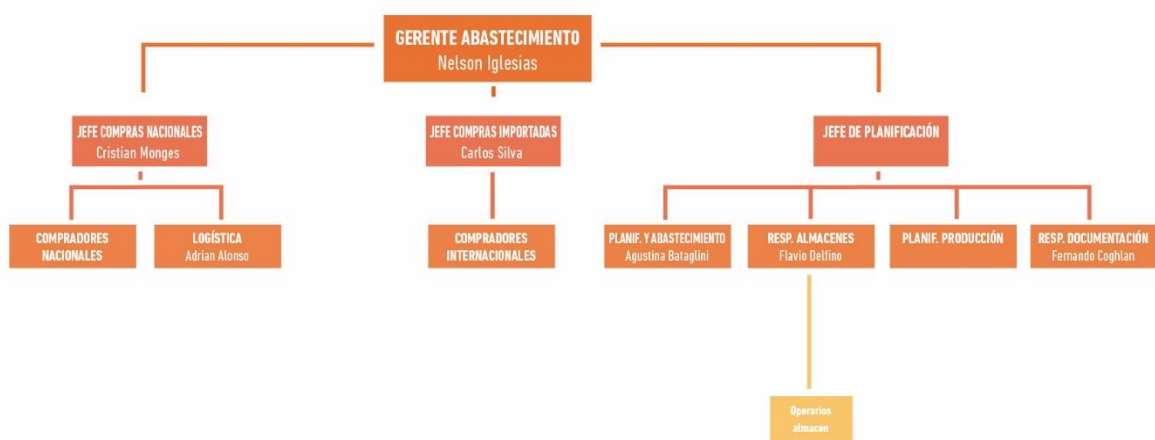 GERENTE ABASTECIMIENTO
Nelson Iglesias
JEFE COMPRAS NACIONALES
Cristian Monges
JEFE COMPRAS IMPORTADAS
Carlos Silva
JEFE DE PLANIFICACIÓN
COMPRADORES
NACIONALES
LOGÍSTICA
Adrian Alonso
COMPRADORES
INTERNACIONALES
PLANIF. Y ABASTECIMIENTO
Agustina Bataglini
RESP. ALMACENES
Flavio Delfino
PLANIF. PRODUCCIÓN
RESP. DOCUMENTACIÓN
Fernando Coghlan
Operarios
almacen